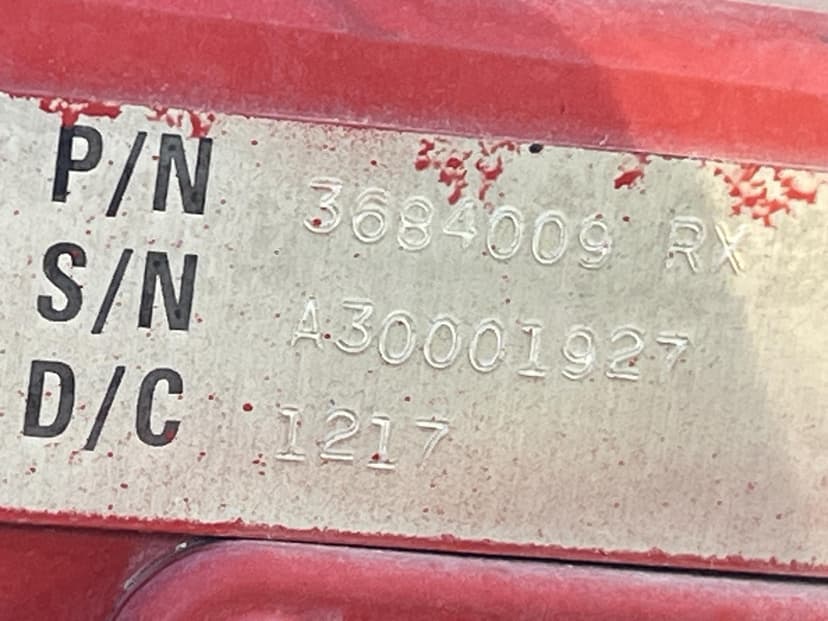 P/N 3684009 RX
S/N A30001927
D/C 1217